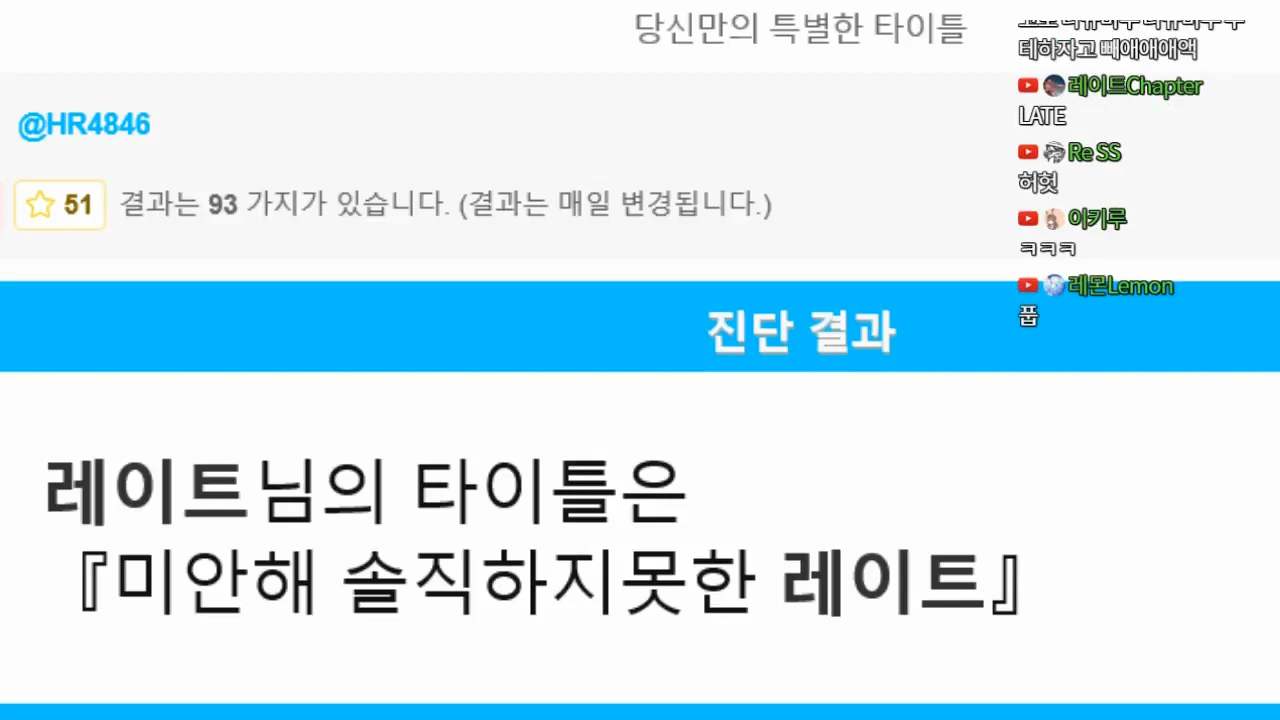 당신만의 특별한 타이틀
@HR4846
51 결과는 93 가지가 있습니다. (결과는 매일 변경됩니다.)
진단 결과
레이트님의 타이틀은
『미안해 솔직하지못한 레이트』
테하자고 빼애애애액
레이트Chapter
LATE
Re SS
허헛
이키루
ㅋㅋㅋ
레몬Lemon
풉